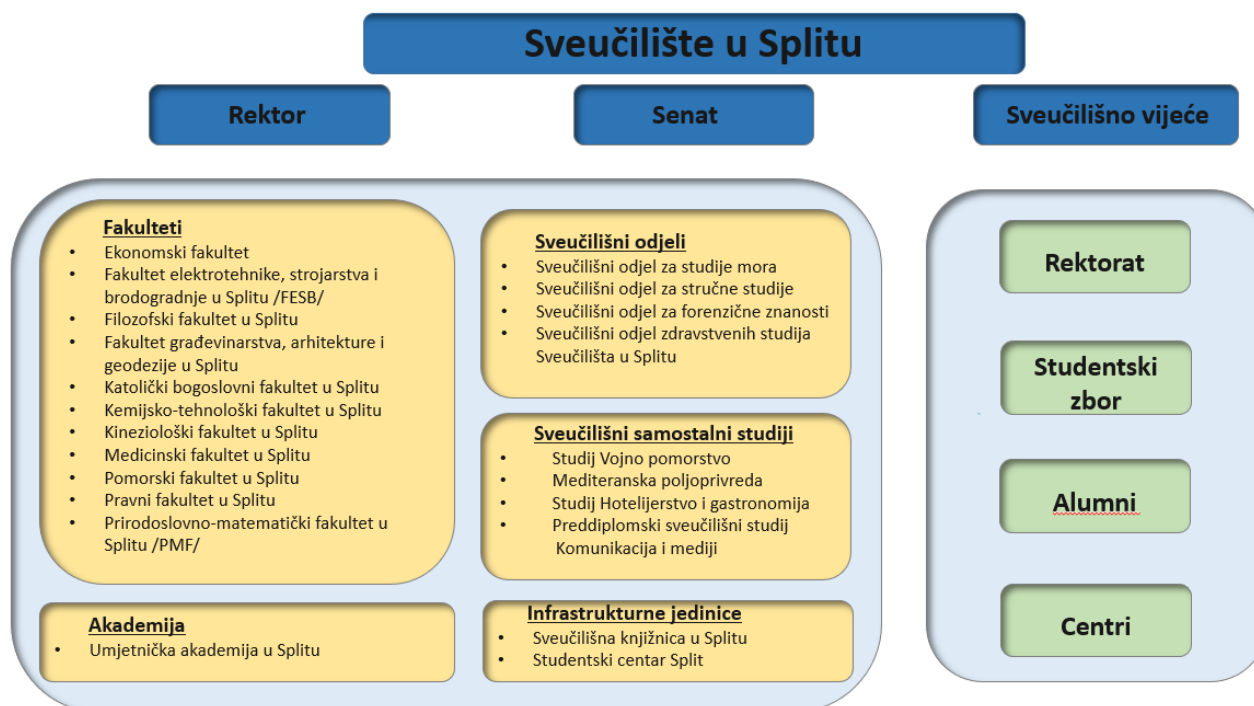 Sveučilište u Splitu
Rektor
Senat
Sveučilišno vijeće
Fakulteti
• Ekonomski fakultet
• Fakultet elektrotehnike, strojarstva i
brodogradnje u Splitu /FESB/
• Filozofski fakultet u Splitu
• Fakultet građevinarstva, arhitekture i
geodezije u Splitu
• Katolički bogoslovni fakultet u Splitu
• Kemijsko-tehnološki fakultet u Splitu
• Kineziološki fakultet u Splitu
• Medicinski fakultet u Splitu
• Pomorski fakultet u Splitu
• Pravni fakultet u Splitu
• Prirodoslovno-matematički fakultet u
Splitu /PMF/
Akademija
• Umjetnička akademija u Splitu
Sveučilišni odjeli
• Sveučilišni odjel za studije mora
• Sveučilišni odjel za stručne studije
• Sveučilišni odjel za forenzične znanosti
• Sveučilišni odjel zdravstvenih studija
Sveučilišta u Splitu
Sveučilišni samostalni studiji
• Studij Vojno pomorstvo
• Mediteranska poljoprivreda
• Studij Hotelijerstvo i gastronomija
• Preddiplomski sveučilišni studij
Komunikacija i mediji
Infrastrukturne jedinice
• Sveučilišna knjižnica u Splitu
• Studentski centar Split
Rektorat
Studentski
zbor
Alumni
Centri